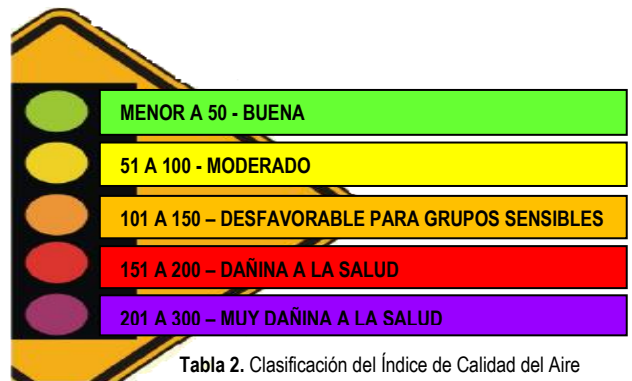 MENOR A 50 - BUENA
51 A 100 - MODERADO
101 A 150 – DESFAVORABLE PARA GRUPOS SENSIBLES
151 A 200 – DAÑINA A LA SALUD
201 A 300 – MUY DAÑINA A LA SALUD
Tabla 2. Clasificación del Índice de Calidad del Aire